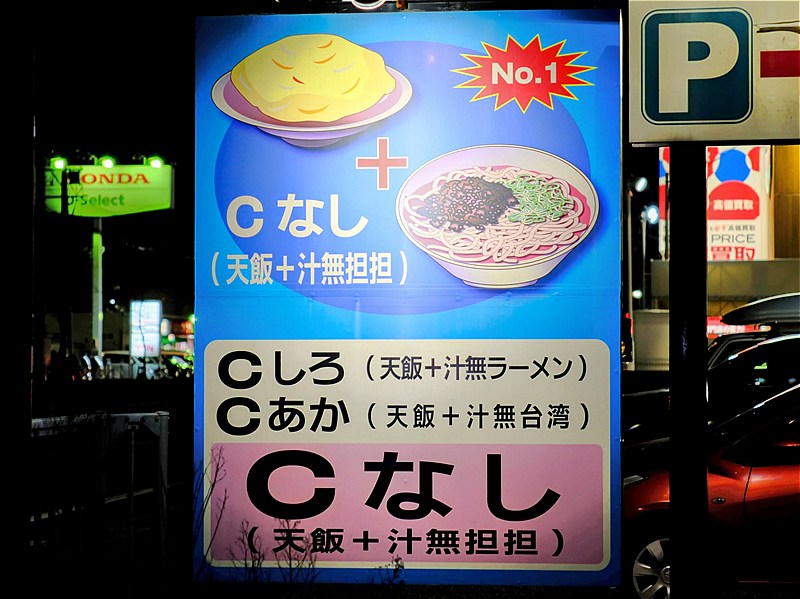 No.1
P
HONDA
Select
高価買取
PRICE
買取
+
Cなし
(天飯+汁無担担)
Cしろ(天飯+汁無ラーメン)
Cあか(天飯+汁無台湾)
Cなし
(天飯+汁無担担)